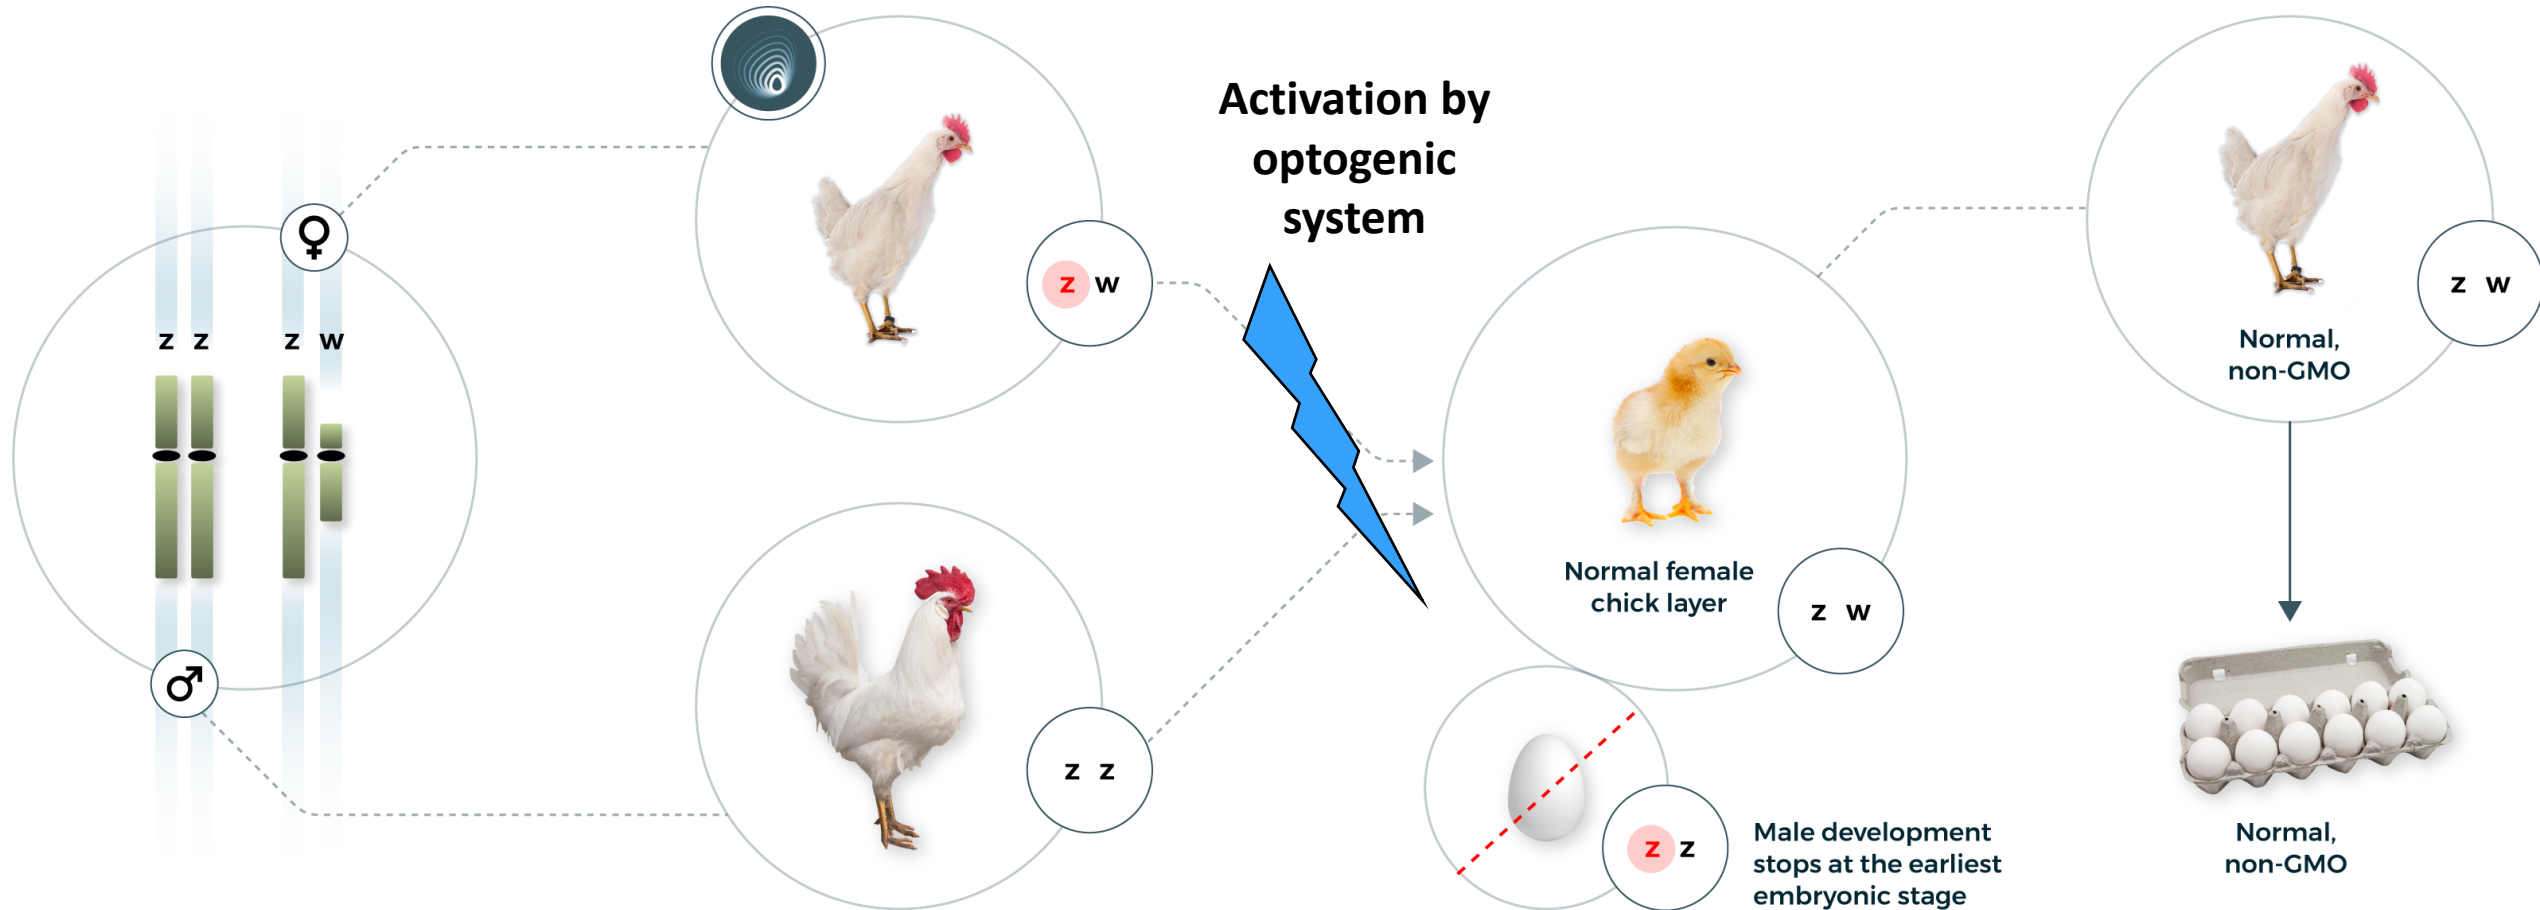 Activation by
optogenic
system
z z z w
z w
z z
Normal female
chick layer
z w
z z
Male development
stops at the earliest
embryonic stage
z w
Normal,
non-GMO
Normal,
non-GMO